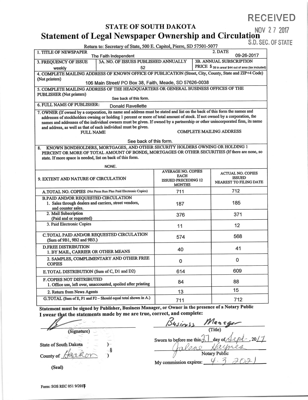 RECEIVED
NOV 27 2017
S.D. SEC. OF STATE
STATE OF SOUTH DAKOTA
Statement of Legal Newspaper Ownership and Circulation
Return to: Secretary of State, 500 E. Capitol, Pierre, SD 57501-5077
1. TITLE OF NEWSPAPER
The Faith Independent
2. DATE
09-26-2017
3. FREQUENCY OF ISSUE
weekly
3A. NO. OF ISSUES PUBLISHED ANNUALLY
52
3B. ANNUAL SUBSCRIPTION
PRICE $
4. COMPLETE MAILING ADDRESS OF KNOWN OFFICE OF PUBLICATION (Street, City, County, State and ZIP+4 Code)
(Not printers)
106 Main Street/ PO Box 38, Faith, Meade, SD 57626-0038
5. COMPLETE MAILING ADDRESS OF THE HEADQUARTERS OR GENERAL BUSINESS OFFICES OF THE
PUBLISHER (Not printers)
See back of this form.
6. FULL NAME OF PUBLISHER:
Donald Ravellette
7. OWNER (If owned by a corporation, its name and address must be stated and list on the back of this form the names and
addresses of stockholders owning or holding 1 percent or more of total amount of stock. If not owned by a corporation, the
names and addresses of the individual owners must be given. If owned by a partnership or other unincorporated firm, its name
and address, as well as that of each individual must be given.
FULL NAME
COMPLETE MAILING ADDRESS
See back of this form.
8. KNOWN BONDHOLDERS, MORTGAGES, AND OTHER SECURITY HOLDERS OWNING OR HOLDING 1
PERCENT OR MORE OF TOTAL AMOUNT OF BONDS, MORTGAGES OR OTHER SECURITIES (If there are none, so
state. If more space is needed, list on back of this form.
NONE.
9. EXTENT AND NATURE OF CIRCULATION
AVERAGE NO. COPIES
EACH
ISSUED PRECEDING 12
MONTHS
ACTUAL NO. COPIES
ISSUED
NEAREST TO FILING DATE
A. TOTAL NO. COPIES (Net Press Run Plus Paid Electronic Copies)
711
712
B. PAID AND/OR REQUESTED CIRCULATION
1. Sales through dealers and carriers, street vendors,
and counter sales.
187
185
2. Mail Subscription
(Paid and or requested)
376
371
3. Paid Electronic Copies
11
12
C. TOTAL PAID AND/OR REQUESTED CIRCULATION
(Sum of 9B1, 9B2 and 9B3.)
574
568
D. FREE DISTRIBUTION
1. BY MAIL, CARRIER OR OTHER MEANS
40
41
2. SAMPLES, COMPLIMENTARY AND OTHER FREE
COPIES
0
0
E. TOTAL DISTRIBUTION (Sum of C, D1 and D2)
614
609
F. COPIES NOT DISTRIBUTED
1. Office use, left over, unaccounted, spoiled after printing
84
88
2. Return from News Agents
13
15
G. TOTAL (Sum of E, F1 and F2 - Should equal total shown in A.)
711
712
Statement must be signed by Publisher, Business Manager, or Owner in the presence of a Notary Public
I swear that the statements made by me are true, correct, and complete:
Business Manager
(Signature)
(Title)
State of South Dakota )
County of )
(Seal)
Sworn to before me this 27 day of Sept. 2017
Notary Public
My commission expires: 4-3-2021
Form: SOS REC 051 9/2015